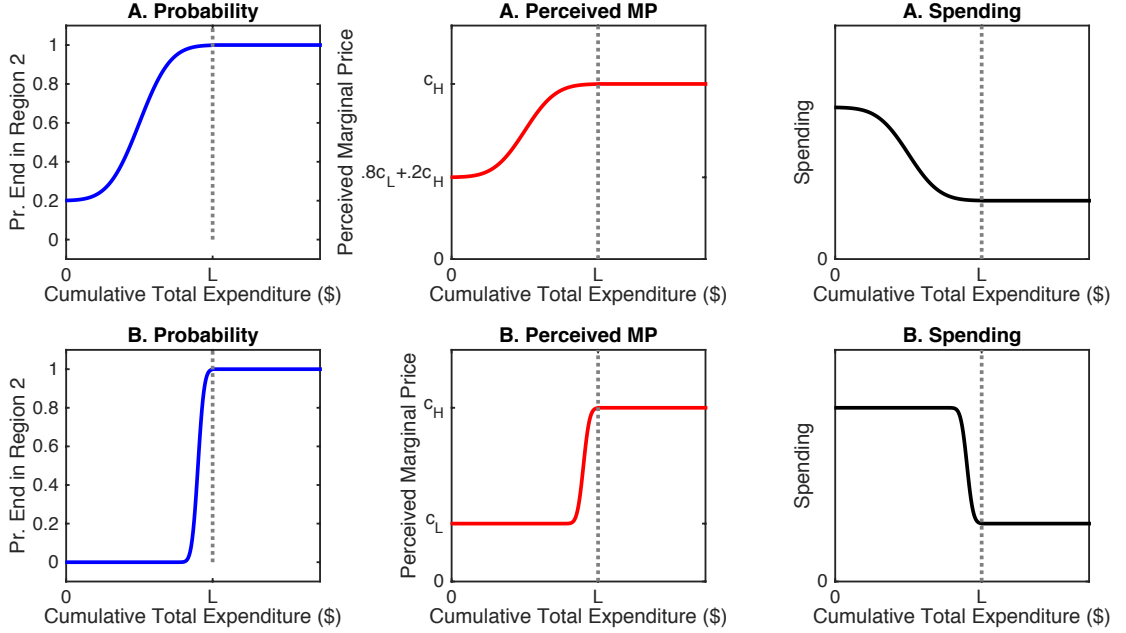 A. Probability
Pr. End in Region 2
1
0.8
0.6
0.4
0.2
0
0
L
Cumulative Total Expenditure ($)
A. Perceived MP
Perceived Marginal Price
c_H
.8c_L+.2c_H
0
0
L
Cumulative Total Expenditure ($)
A. Spending
Spending
0
0
L
Cumulative Total Expenditure ($)
B. Probability
Pr. End in Region 2
1
0.8
0.6
0.4
0.2
0
0
L
Cumulative Total Expenditure ($)
B. Perceived MP
Perceived Marginal Price
c_H
c_L
0
0
L
Cumulative Total Expenditure ($)
B. Spending
Spending
0
0
L
Cumulative Total Expenditure ($)